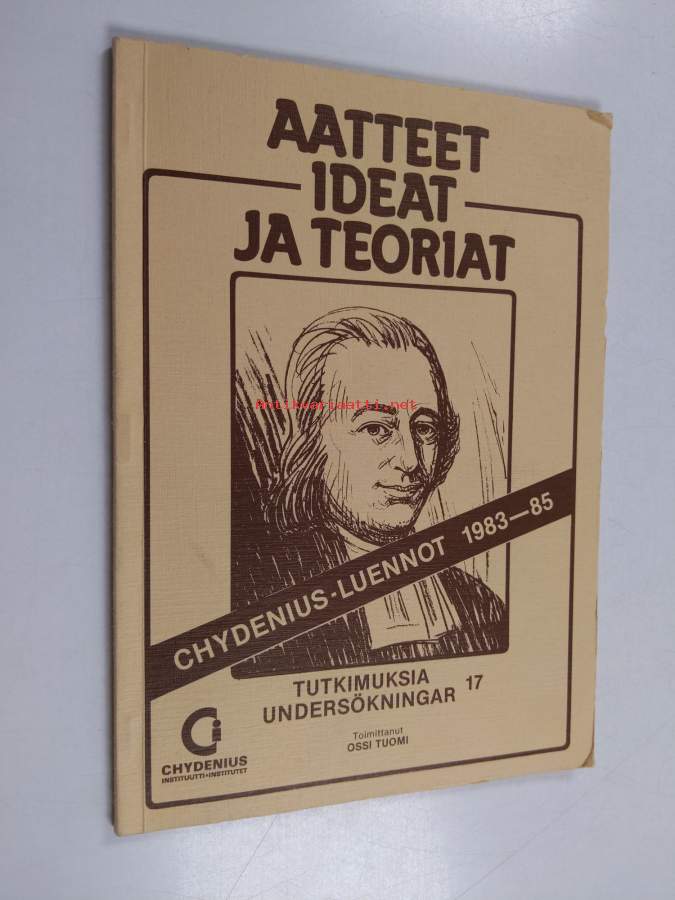 AATTEET
IDEAT
JA TEORIAT
Antikvariaatti.net
CHYDENIUS-LUENNOT 1983—85
TUTKIMUKSIA
UNDERSÖKNINGAR 17
Toimittanut
OSSI TUOMI
Ci
CHYDENIUS
INSTITUUTTI•INSTITUTET